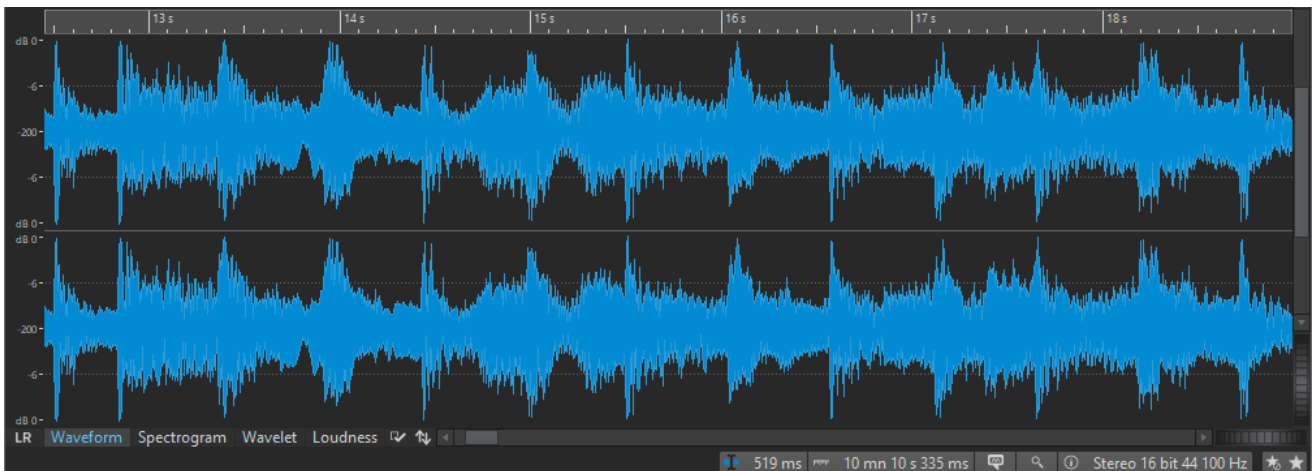 13 s 14 s 15 s 16 s 17 s 18 s
dB 0
-6
-200
-6
dB 0
dB 0
-6
-200
-6
dB 0
LR Waveform Spectrogram Wavelet Loudness
519 ms 10 mn 10 s 335 ms Stereo 16 bit 44 100 Hz